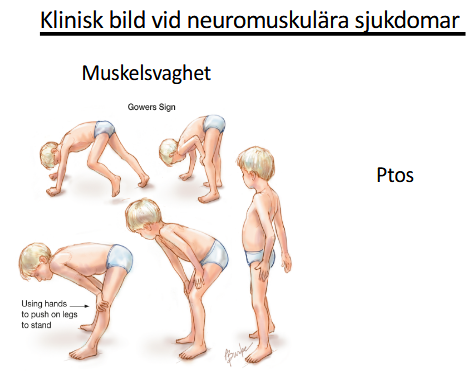 Klinisk bild vid neuromuskulära sjukdomar
Muskelsvaghet
Gowers Sign
Ptos
Using hands
to push on legs
to stand